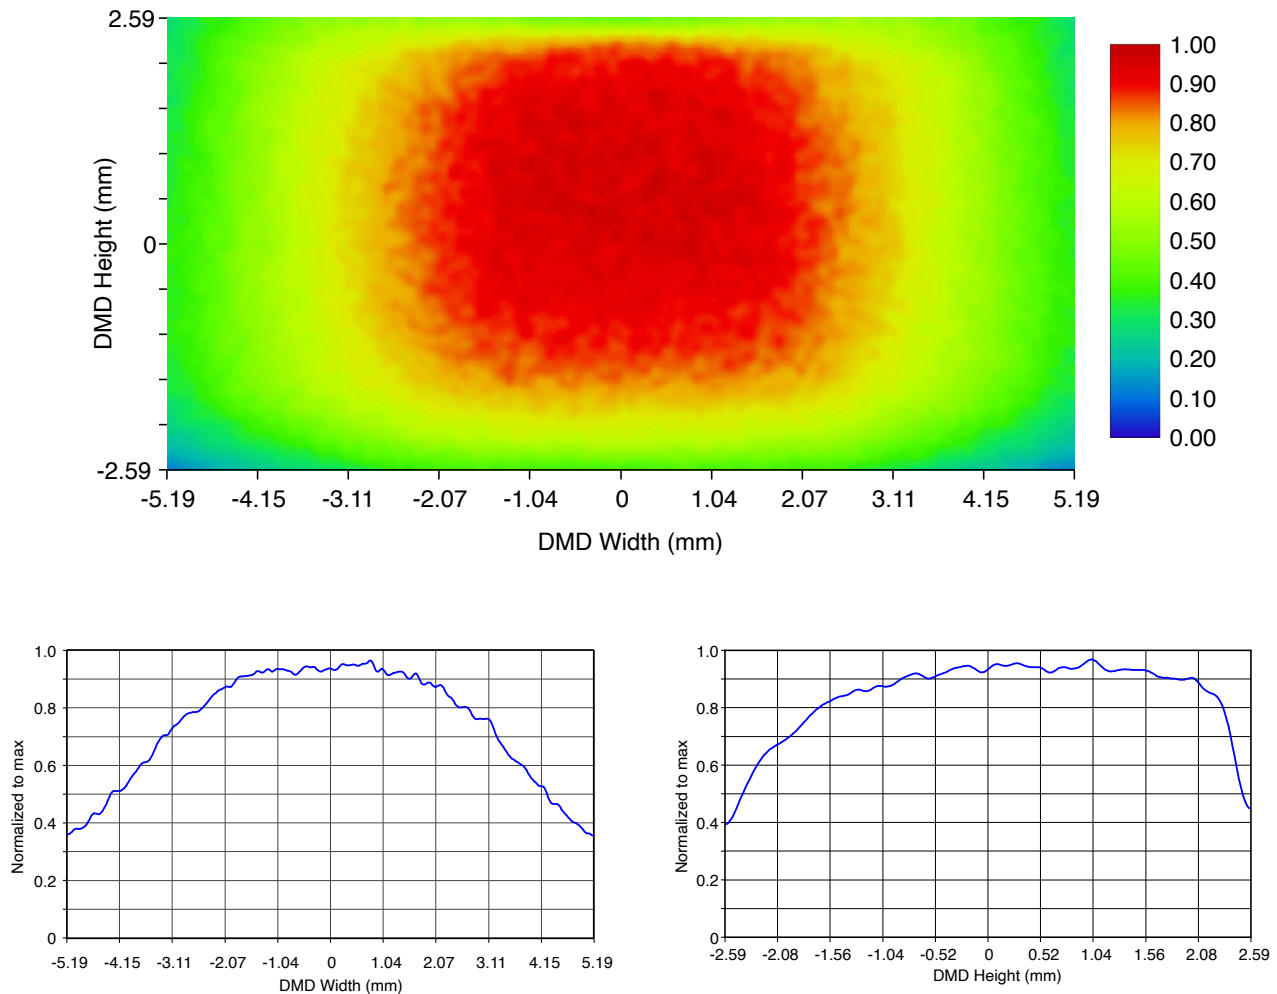 2.59
0
-2.59
DMD Height (mm)
-5.19 -4.15 -3.11 -2.07 -1.04 0 1.04 2.07 3.11 4.15 5.19
DMD Width (mm)
1.00
0.90
0.80
0.70
0.60
0.50
0.40
0.30
0.20
0.10
0.00
1.0
0.8
0.6
0.4
0.2
0
Normalized to max
-5.19 -4.15 -3.11 -2.07 -1.04 0 1.04 2.07 3.11 4.15 5.19
DMD Width (mm)
1.0
0.8
0.6
0.4
0.2
0
Normalized to max
-2.59 -2.08 -1.56 -1.04 -0.52 0 0.52 1.04 1.56 2.08 2.59
DMD Height (mm)